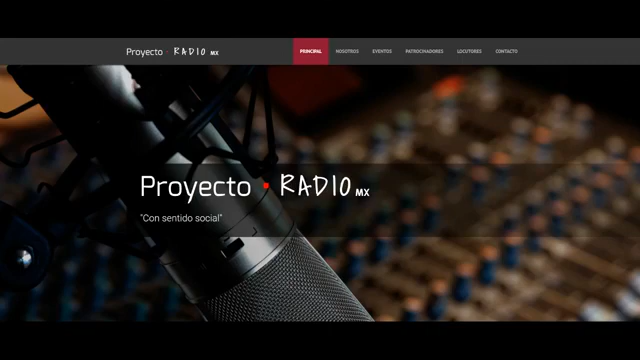 Proyecto · RADIO MX
PRINCIPAL NOSOTROS EVENTOS PATROCINADORES LOCUTORES CONTACTO
Proyecto · RADIO MX
"Con sentido social"